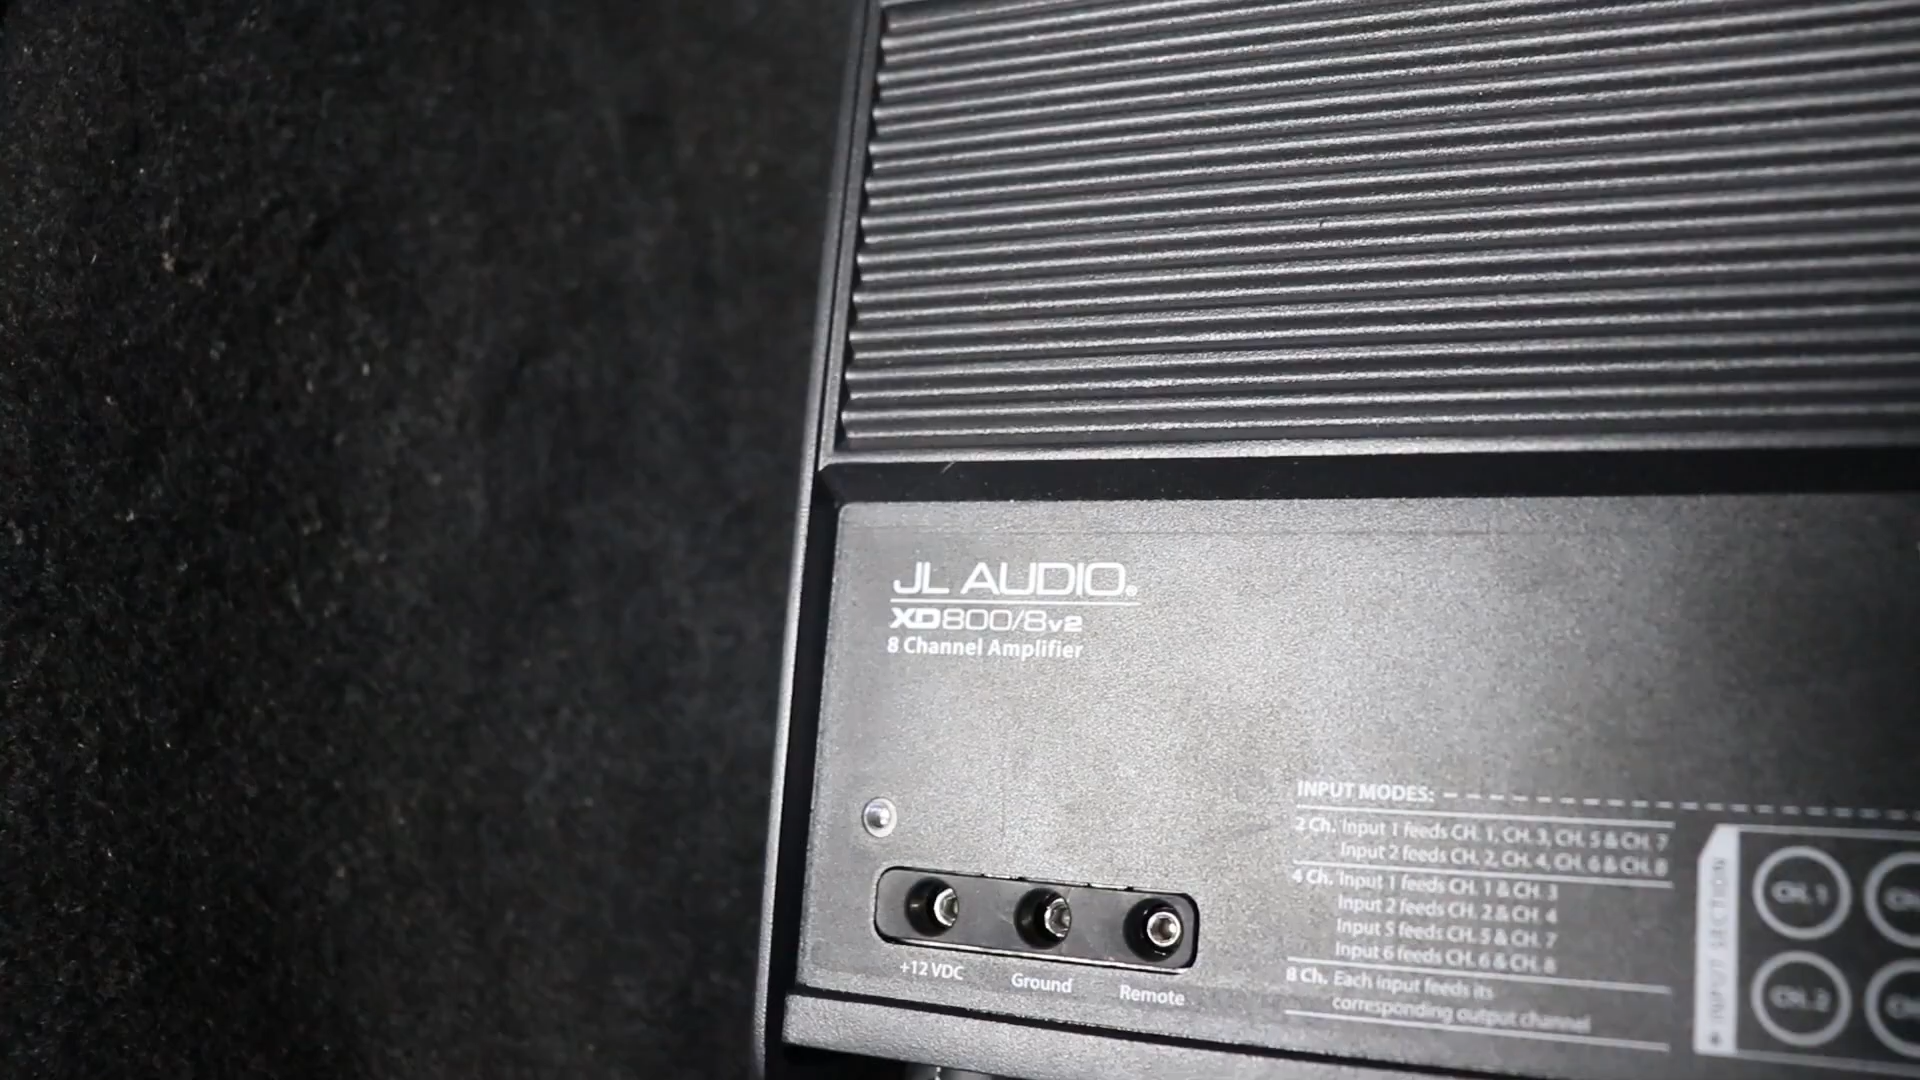 JL AUDIO®
XD800/8v2
8 Channel Amplifier
INPUT MODES:
2 Ch. Input 1 feeds CH. 1, CH. 3, CH. 5 & CH. 7
Input 2 feeds CH. 2, CH. 4, CH. 6 & CH. 8
4 Ch. Input 1 feeds CH. 1 & CH. 3
Input 2 feeds CH. 2 & CH. 4
Input 5 feeds CH. 5 & CH. 7
Input 6 feeds CH. 6 & CH. 8
8 Ch. Each input feeds its
corresponding output channel
+12 VDC
Ground
Remote
INPUT SECTION
CH. 1
CH. 2